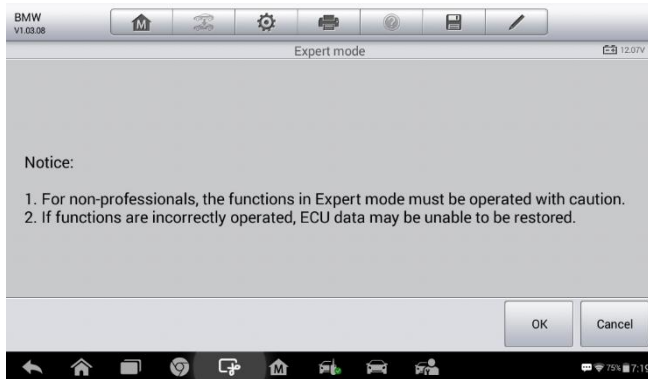 BMW
V1.03.08
Expert mode
12.07V
Notice:
1. For non-professionals, the functions in Expert mode must be operated with caution.
2. If functions are incorrectly operated, ECU data may be unable to be restored.
OK
Cancel
75%
7:19